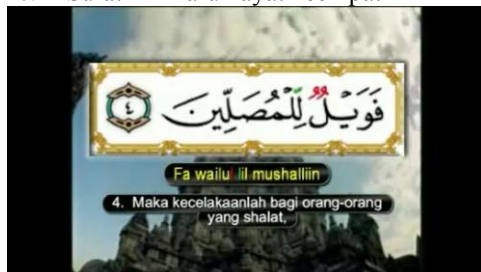 فَوَيْلٌ لِّلْمُصَلِّينَ ٤
Fa wailul lil mushalliin
4. Maka kecelakaanlah bagi orang-orang
yang shalat,